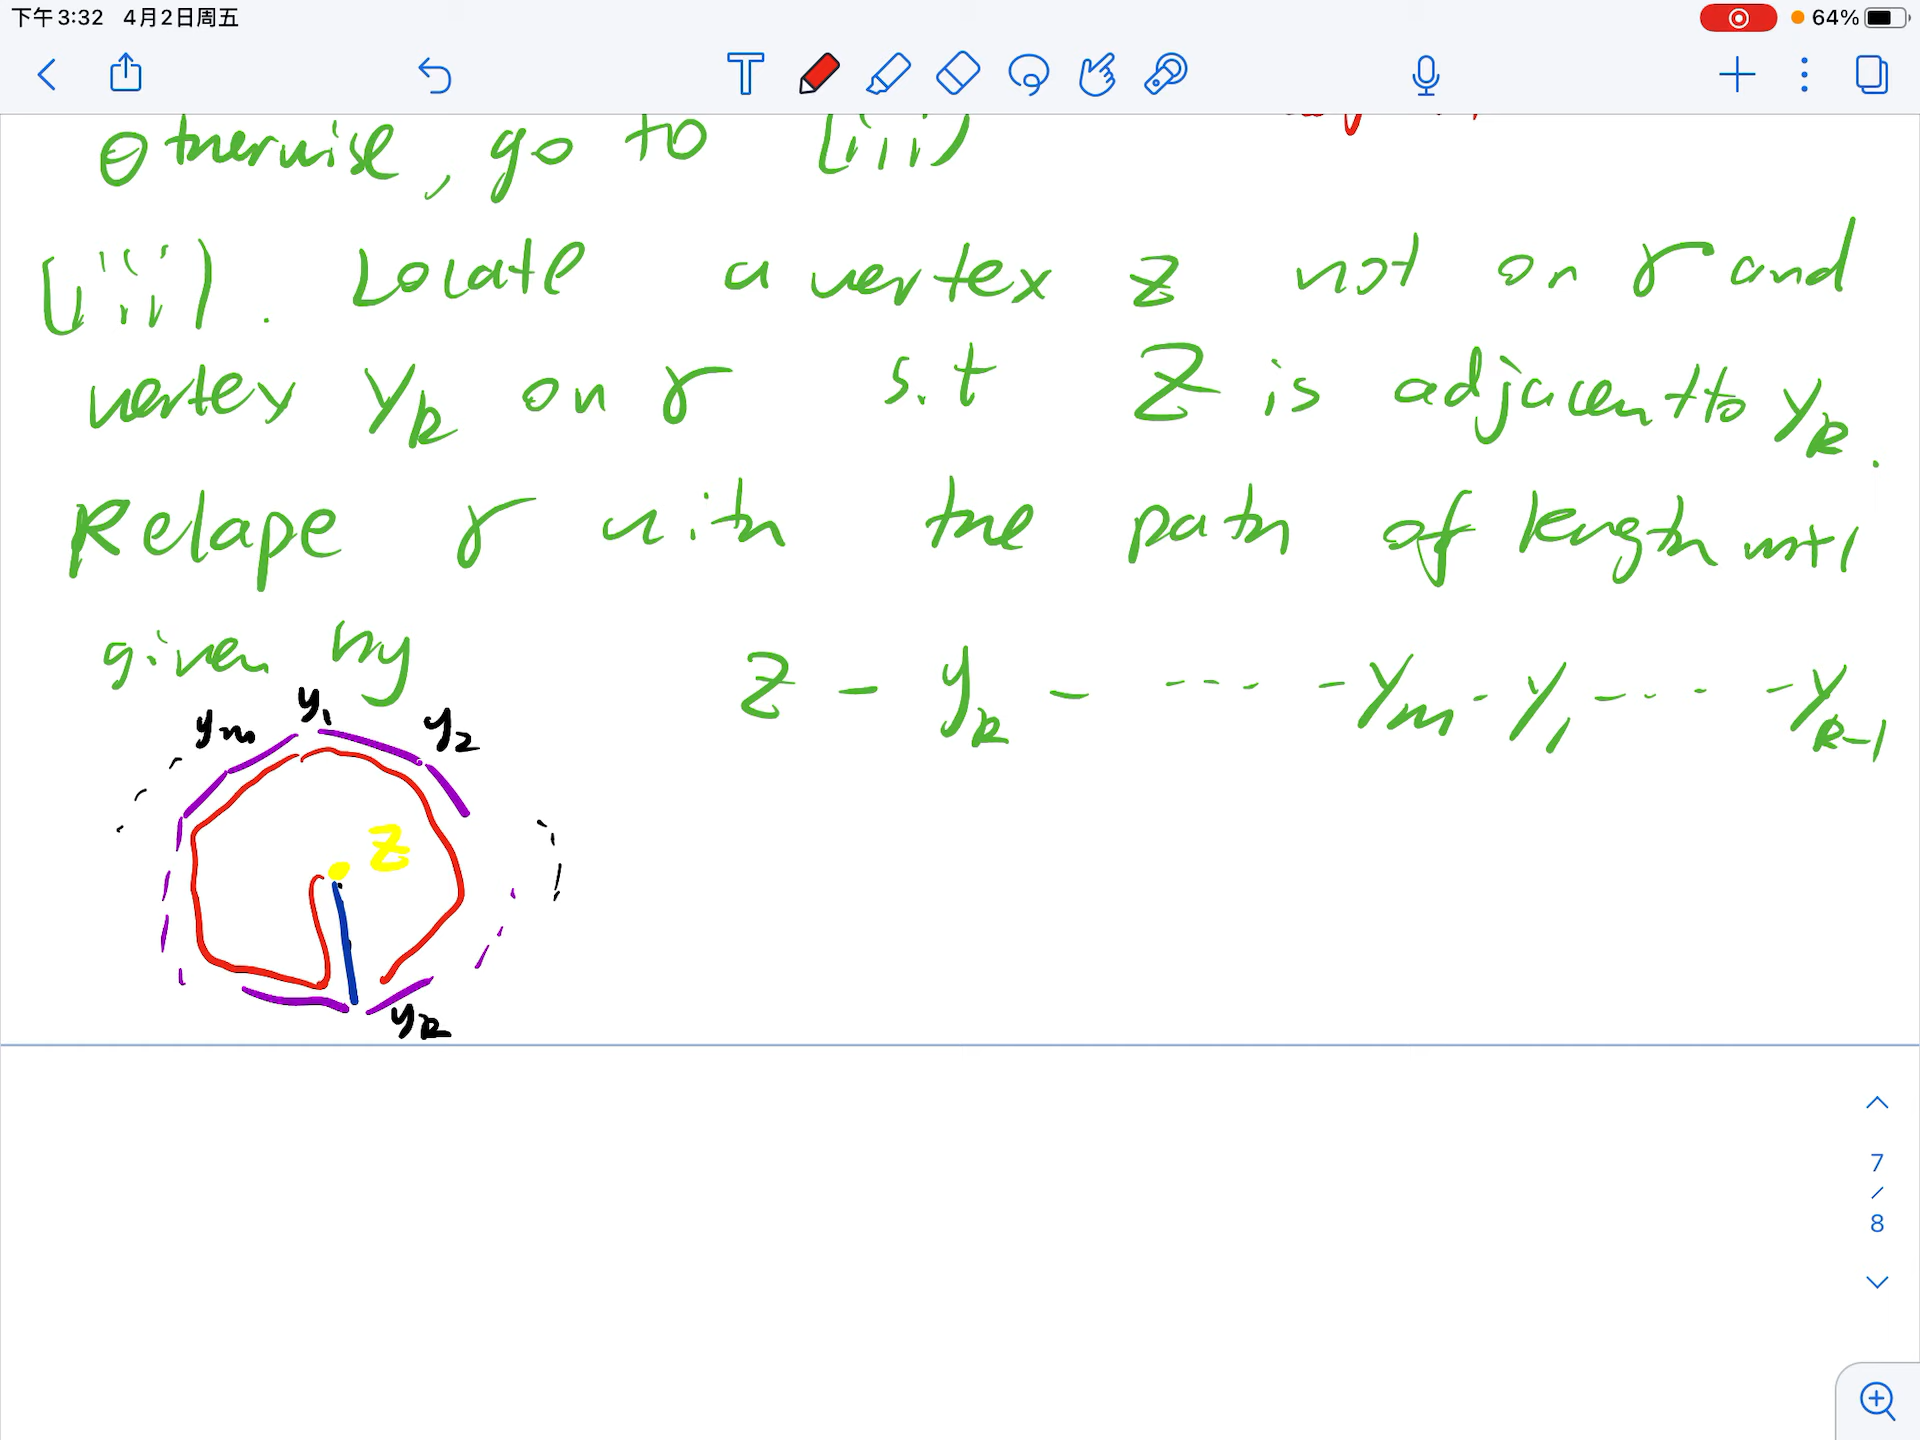 下午3:32 4月2日周五
64%
T
Otherwise, go to (iii)
(iii). Locate a vertex z not on γ and
vertex yk on γ s.t z is adjacent to yk.
Relape γ with the path of length m+1
given by z - yk - ---- - ym - y1 - --- - yk-1
ym y1 y2
z
yk
7
/
8